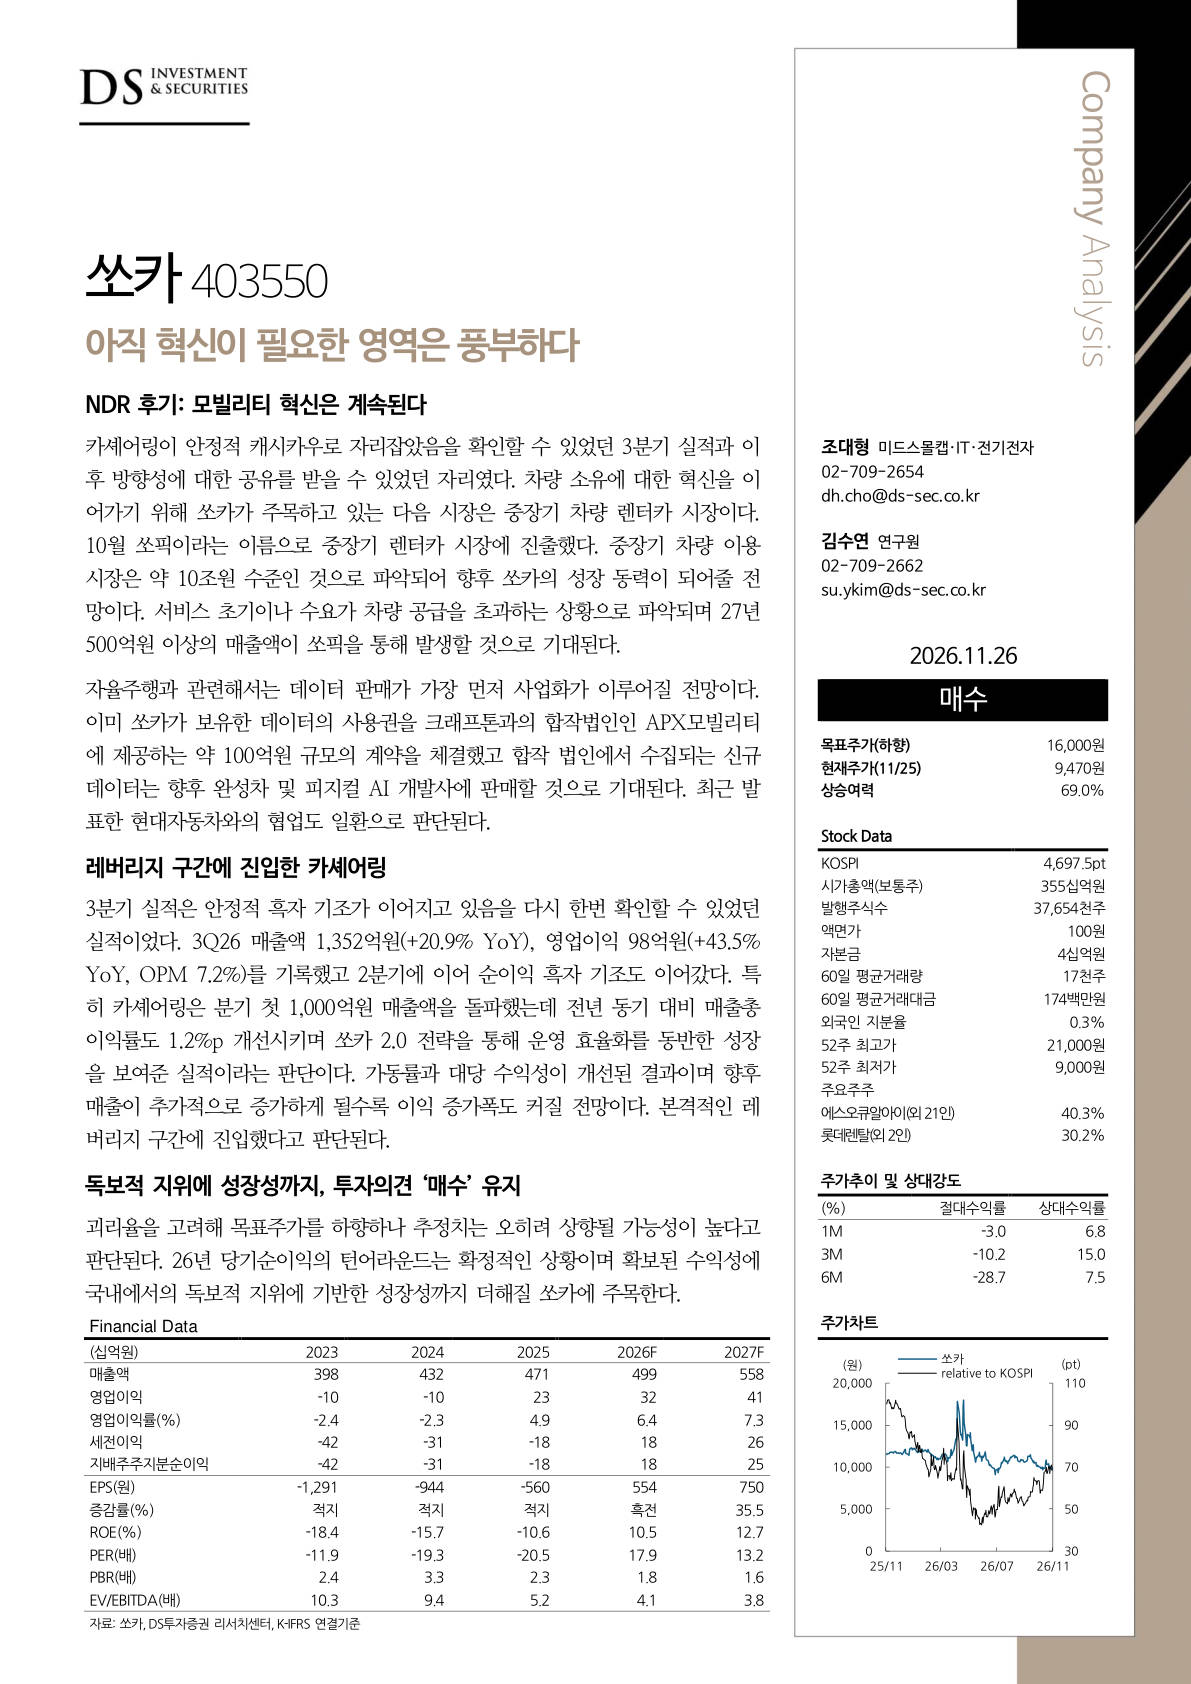 DS INVESTMENT
& SECURITIES
Company Analysis
쏘카 403550
아직 혁신이 필요한 영역은 풍부하다
NDR 후기: 모빌리티 혁신은 계속된다
카셰어링이 안정적 캐시카우로 자리잡았음을 확인할 수 있었던 3분기 실적과 이
후 방향성에 대한 공유를 받을 수 있었던 자리였다. 차량 소유에 대한 혁신을 이
어가기 위해 쏘카가 주목하고 있는 다음 시장은 중장기 차량 렌터카 시장이다.
10월 쏘픽이라는 이름으로 중장기 렌터카 시장에 진출했다. 중장기 차량 이용
시장은 약 10조원 수준인 것으로 파악되어 향후 쏘카의 성장 동력이 되어줄 전
망이다. 서비스 초기이나 수요가 차량 공급을 초과하는 상황으로 파악되며 27년
500억원 이상의 매출액이 쏘픽을 통해 발생할 것으로 기대된다.
자율주행과 관련해서는 데이터 판매가 가장 먼저 사업화가 이루어질 전망이다.
이미 쏘카가 보유한 데이터의 사용권을 크래프톤과의 합작법인인 APX모빌리티
에 제공하는 약 100억원 규모의 계약을 체결했고 합작 법인에서 수집되는 신규
데이터는 향후 완성차 및 피지컬 AI 개발사에 판매할 것으로 기대된다. 최근 발
표한 현대자동차와의 협업도 일환으로 판단된다.
레버리지 구간에 진입한 카셰어링
3분기 실적은 안정적 흑자 기조가 이어지고 있음을 다시 한번 확인할 수 있었던
실적이었다. 3Q26 매출액 1,352억원(+20.9% YoY), 영업이익 98억원(+43.5%
YoY, OPM 7.2%)를 기록했고 2분기에 이어 순이익 흑자 기조도 이어갔다. 특
히 카셰어링은 분기 첫 1,000억원 매출액을 돌파했는데 전년 동기 대비 매출총
이익률도 1.2%p 개선시키며 쏘카 2.0 전략을 통해 운영 효율화를 동반한 성장
을 보여준 실적이라는 판단이다. 가동률과 대당 수익성이 개선된 결과이며 향후
매출이 추가적으로 증가하게 될수록 이익 증가폭도 커질 전망이다. 본격적인 레
버리지 구간에 진입했다고 판단된다.
독보적 지위에 성장성까지, 투자의견 ‘매수’ 유지
괴리율을 고려해 목표주가를 하향하나 추정치는 오히려 상향될 가능성이 높다고
판단된다. 26년 당기순이익의 턴어라운드는 확정적인 상황이며 확보된 수익성에
국내에서의 독보적 지위에 기반한 성장성까지 더해질 쏘카에 주목한다.
Financial Data
(십억원) 2023 2024 2025 2026F 2027F
매출액 398 432 471 499 558
영업이익 -10 -10 23 32 41
영업이익률(%) -2.4 -2.3 4.9 6.4 7.3
세전이익 -42 -31 -18 18 26
지배주주지분순이익 -42 -31 -18 18 25
EPS(원) -1,291 -944 -560 554 750
증감률(%) 적지 적지 적지 흑전 35.5
ROE(%) -18.4 -15.7 -10.6 10.5 12.7
PER(배) -11.9 -19.3 -20.5 17.9 13.2
PBR(배) 2.4 3.3 2.3 1.8 1.6
EV/EBITDA(배) 10.3 9.4 5.2 4.1 3.8
자료: 쏘카, DS투자증권 리서치센터, K-IFRS 연결기준
조대형 미드스몰캡·IT·전기전자
02-709-2654
dh.cho@ds-sec.co.kr
김수연 연구원
02-709-2662
su.ykim@ds-sec.co.kr
2026.11.26
매수
목표주가(하향) 16,000원
현재주가(11/25) 9,470원
상승여력 69.0%
Stock Data
KOSPI 4,697.5pt
시가총액(보통주) 355십억원
발행주식수 37,654천주
액면가 100원
자본금 4십억원
60일 평균거래량 17천주
60일 평균거래대금 174백만원
외국인 지분율 0.3%
52주 최고가 21,000원
52주 최저가 9,000원
주요주주
에스오큐알아이(외 21인) 40.3%
롯데렌탈(외 2인) 30.2%
주가추이 및 상대강도
(%) 절대수익률 상대수익률
1M -3.0 6.8
3M -10.2 15.0
6M -28.7 7.5
주가차트
(원) 쏘카 (pt)
relative to KOSPI
20,000 110
15,000 90
10,000 70
5,000 50
0 30
25/11 26/03 26/07 26/11